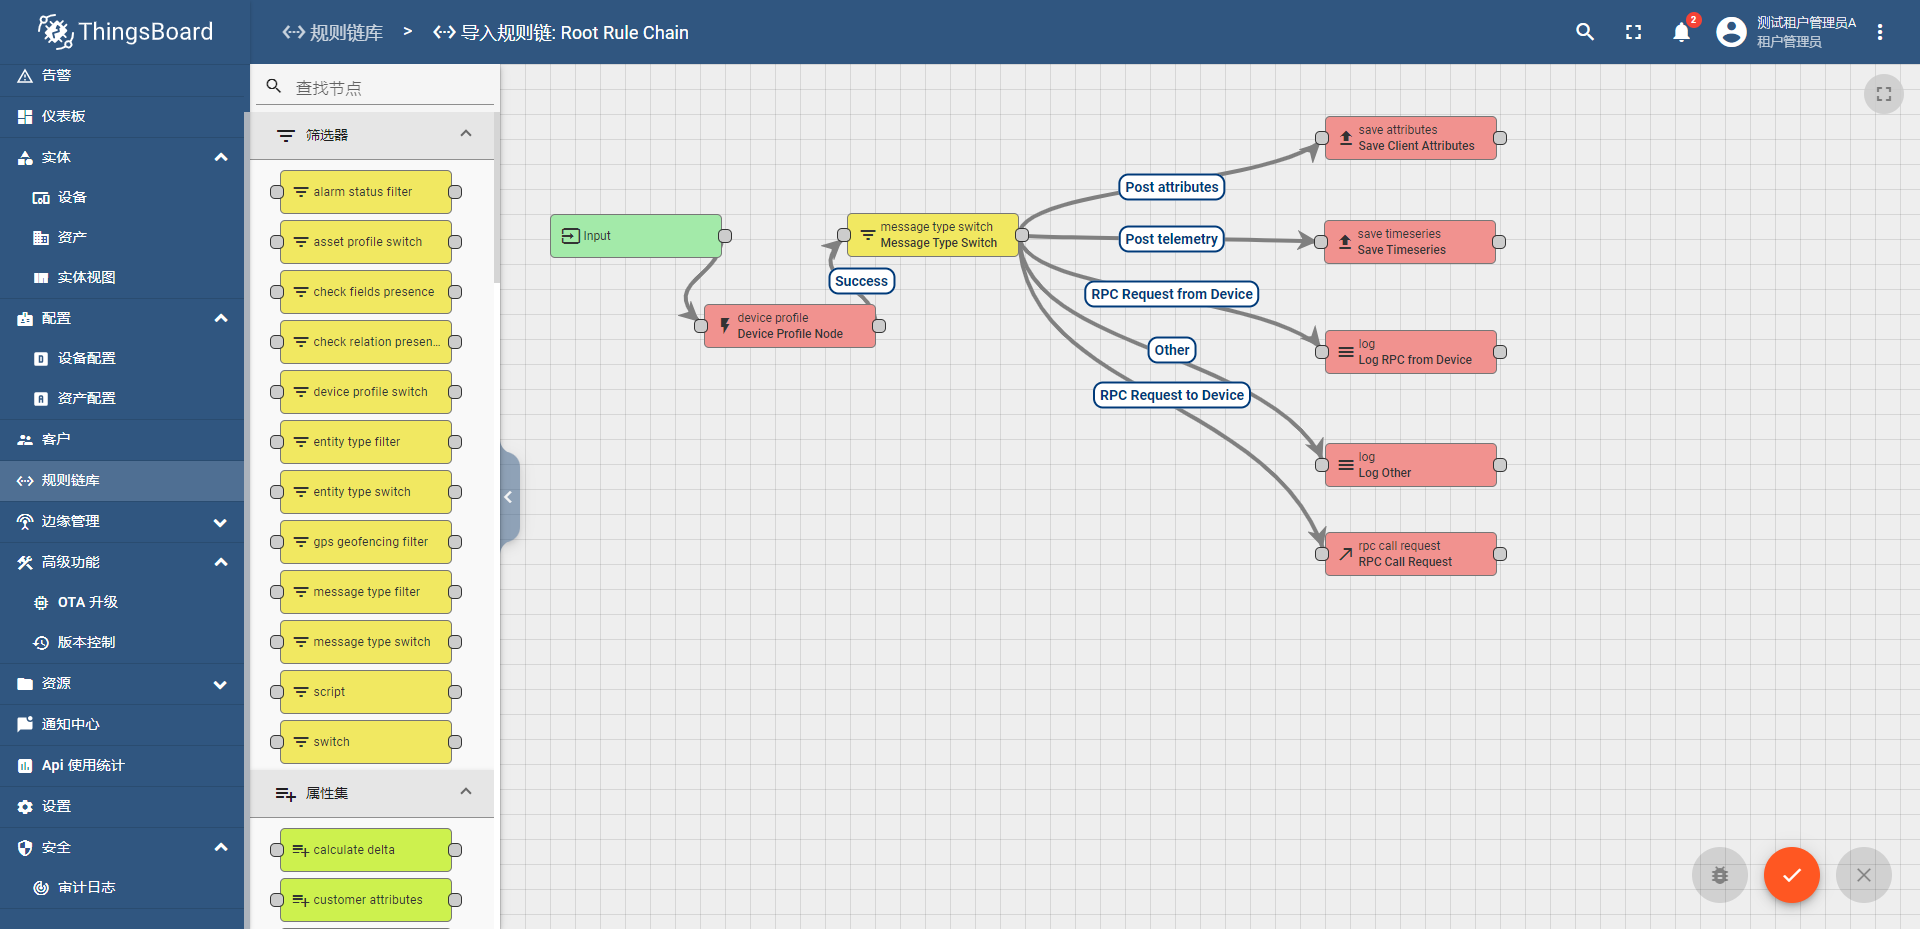 ThingsBoard
规则链库
>
导入规则链: Root Rule Chain
2
测试租户管理员A
租户管理员
告警
仪表板
实体
设备
资产
实体视图
配置
设备配置
资产配置
客户
规则链库
边缘管理
高级功能
OTA 升级
版本控制
资源
通知中心
Api 使用统计
设置
安全
审计日志
查找节点
筛选器
alarm status filter
asset profile switch
check fields presence
check relation presen...
device profile switch
entity type filter
entity type switch
gps geofencing filter
message type filter
message type switch
script
switch
属性集
calculate delta
customer attributes
Input
device profile
Device Profile Node
Success
message type switch
Message Type Switch
Post attributes
Post telemetry
RPC Request from Device
Other
RPC Request to Device
save attributes
Save Client Attributes
save timeseries
Save Timeseries
log
Log RPC from Device
log
Log Other
rpc call request
RPC Call Request